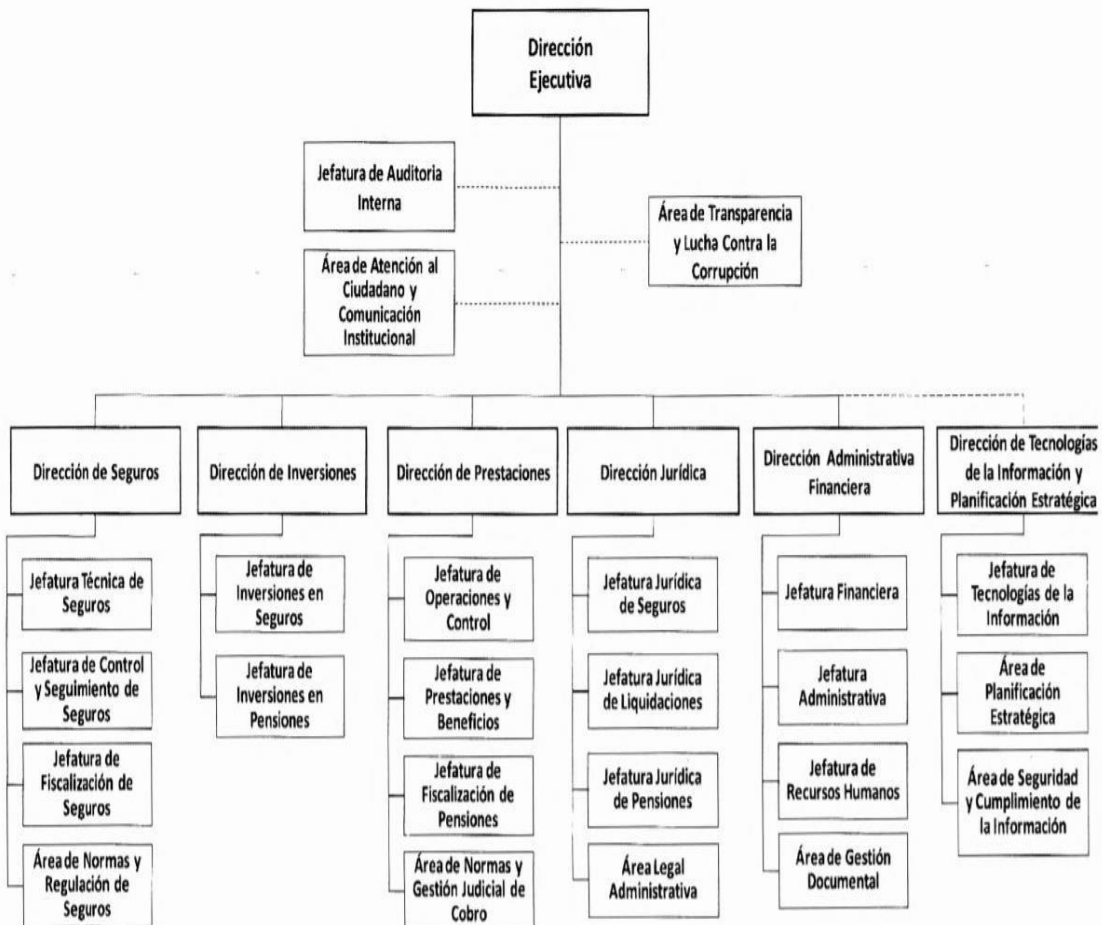 Dirección
Ejecutiva
Jefatura de Auditoria
Interna
Área de Transparencia
y Lucha Contra la
Corrupción
Área de Atención al
Ciudadano y
Comunicación
Institucional
Dirección de Seguros
Dirección de Inversiones
Dirección de Prestaciones
Dirección Jurídica
Dirección Administrativa
Financiera
Dirección de Tecnologías
de la Información y
Planificación Estratégica
Jefatura Técnica de
Seguros
Jefatura de Control
y Seguimiento de
Seguros
Jefatura de
Fiscalización de
Seguros
Área de Normas y
Regulación de
Seguros
Jefatura de
Inversiones en
Seguros
Jefatura de
Inversiones en
Pensiones
Jefatura de
Operaciones y
Control
Jefatura de
Prestaciones y
Beneficios
Jefatura de
Fiscalización de
Pensiones
Área de Normas y
Gestión Judicial de
Cobro
Jefatura Jurídica
de Seguros
Jefatura Jurídica
de Liquidaciones
Jefatura Jurídica
de Pensiones
Área Legal
Administrativa
Jefatura Financiera
Jefatura
Administrativa
Jefatura de
Recursos Humanos
Área de Gestión
Documental
Jefatura de
Tecnologías de la
Información
Área de
Planificación
Estratégica
Área de Seguridad
y Cumplimiento de
la Información